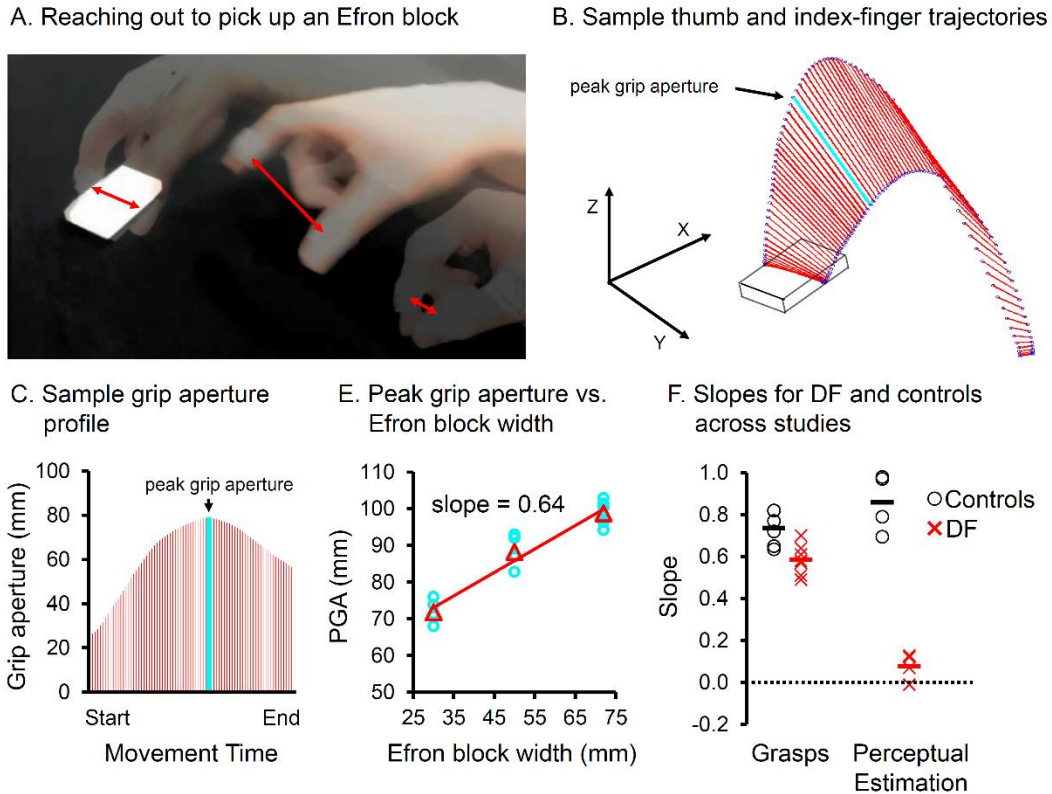 A. Reaching out to pick up an Efron block
B. Sample thumb and index-finger trajectories
peak grip aperture
Z
X
Y
C. Sample grip aperture
profile
100
80
60
40
20
0
Grip aperture (mm)
peak grip aperture
Start
End
Movement Time
E. Peak grip aperture vs.
Efron block width
110
100
90
80
70
60
50
PGA (mm)
slope = 0.64
25
35
45
55
65
75
Efron block width (mm)
F. Slopes for DF and controls
across studies
1.0
0.8
0.6
0.4
0.2
0.0
-0.2
Slope
Controls
DF
Grasps
Perceptual
Estimation